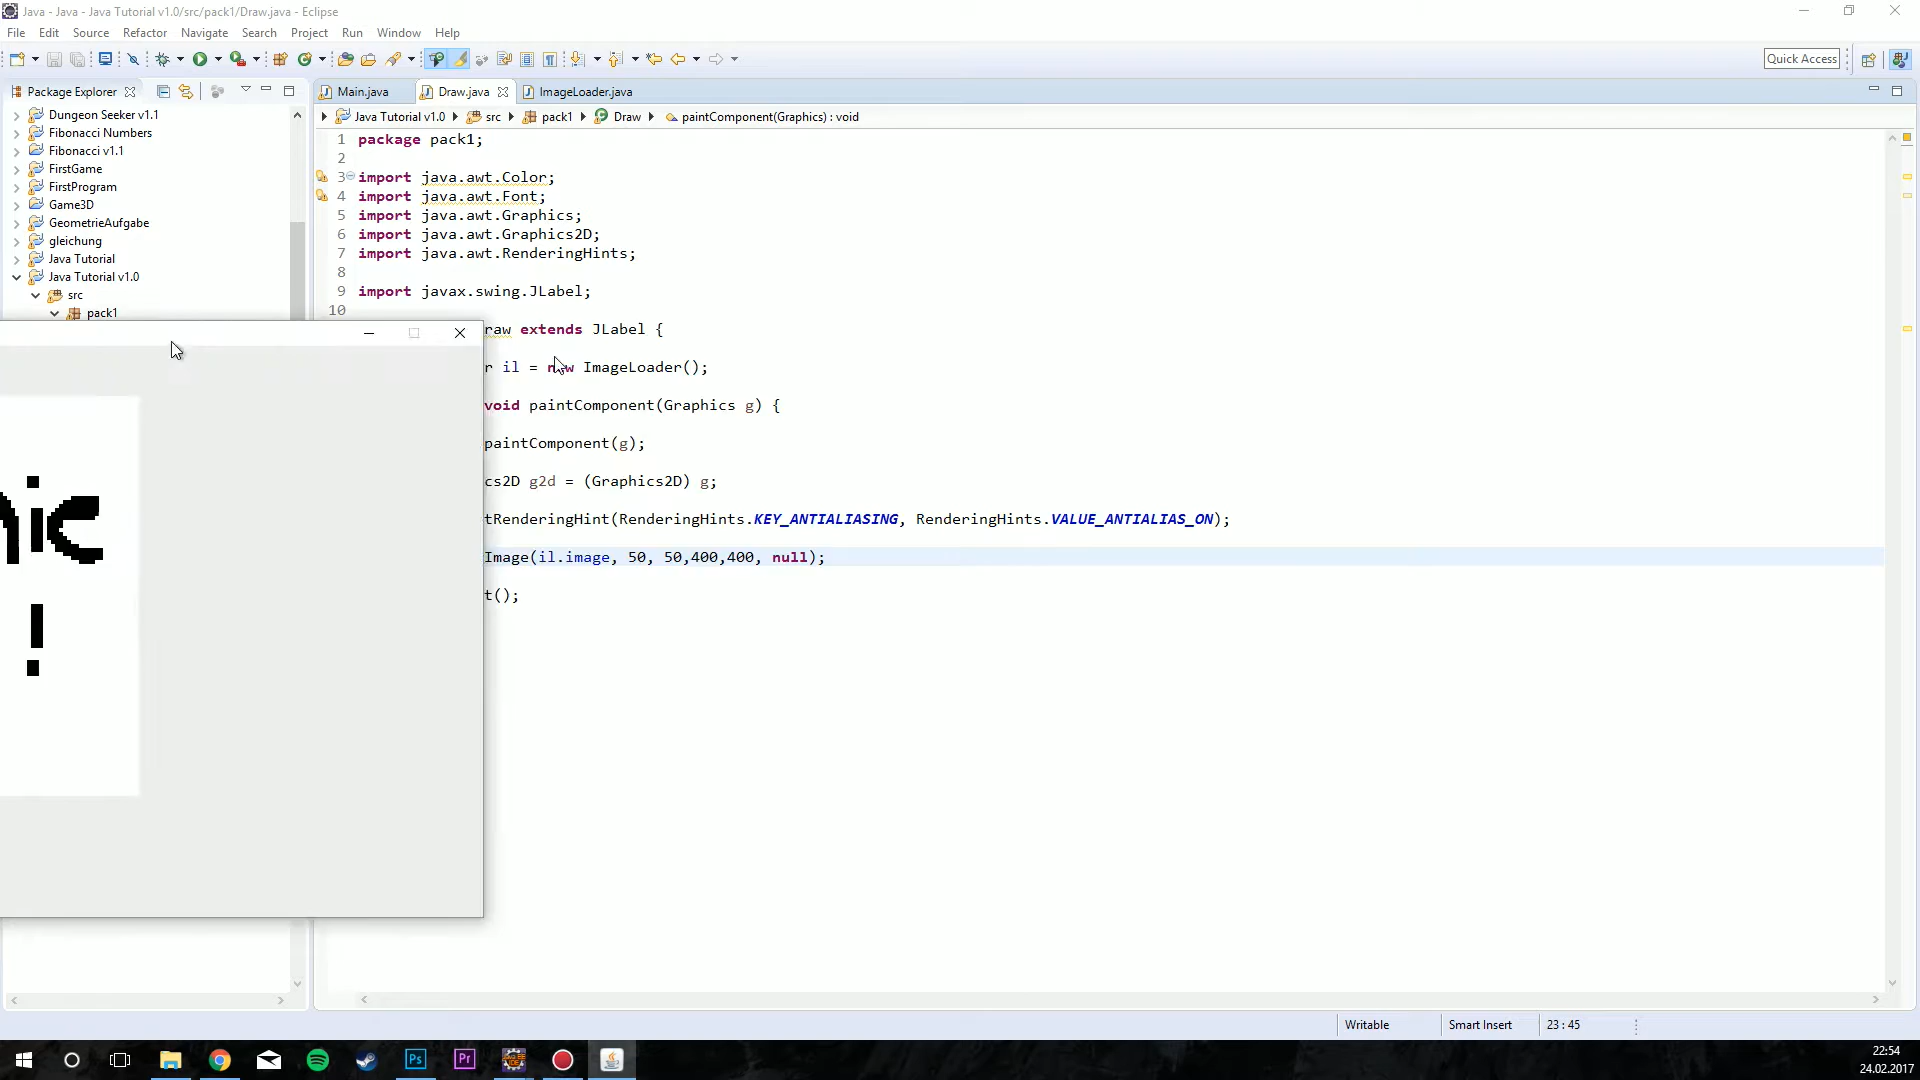 Java - Java - Java Tutorial v1.0/src/pack1/Draw.java - Eclipse
File Edit Source Refactor Navigate Search Project Run Window Help
Quick Access
Package Explorer
Main.java Draw.java ImageLoader.java
Java Tutorial v1.0 src pack1 Draw paintComponent(Graphics) : void
Dungeon Seeker v1.1
Fibonacci Numbers
Fibonacci v1.1
FirstGame
FirstProgram
Game3D
GeometrieAufgabe
gleichung
Java Tutorial
Java Tutorial v1.0
src
pack1
1 package pack1;
2
3 import java.awt.Color;
4 import java.awt.Font;
5 import java.awt.Graphics;
6 import java.awt.Graphics2D;
7 import java.awt.RenderingHints;
8
9 import javax.swing.JLabel;
10
raw extends JLabel {
r il = new ImageLoader();
void paintComponent(Graphics g) {
paintComponent(g);
cs2D g2d = (Graphics2D) g;
tRenderingHint(RenderingHints.KEY_ANTIALIASING, RenderingHints.VALUE_ANTIALIAS_ON);
Image(il.image, 50, 50,400,400, null);
t();
nic
!
Writable Smart Insert 23 : 45
Ps Pr
22:54
24.02.2017